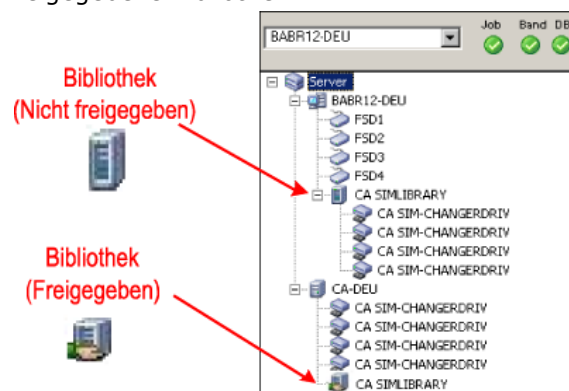 BABR12-DEU
Job Band DB
Bibliothek
(Nicht freigegeben)
Bibliothek
(Freigegeben)
Server
BABR12-DEU
FSD1
FSD2
FSD3
FSD4
CA SIMLIBRARY
CA SIM-CHANGERDRIV
CA SIM-CHANGERDRIV
CA SIM-CHANGERDRIV
CA SIM-CHANGERDRIV
CA-DEU
CA SIM-CHANGERDRIV
CA SIM-CHANGERDRIV
CA SIM-CHANGERDRIV
CA SIM-CHANGERDRIV
CA SIMLIBRARY